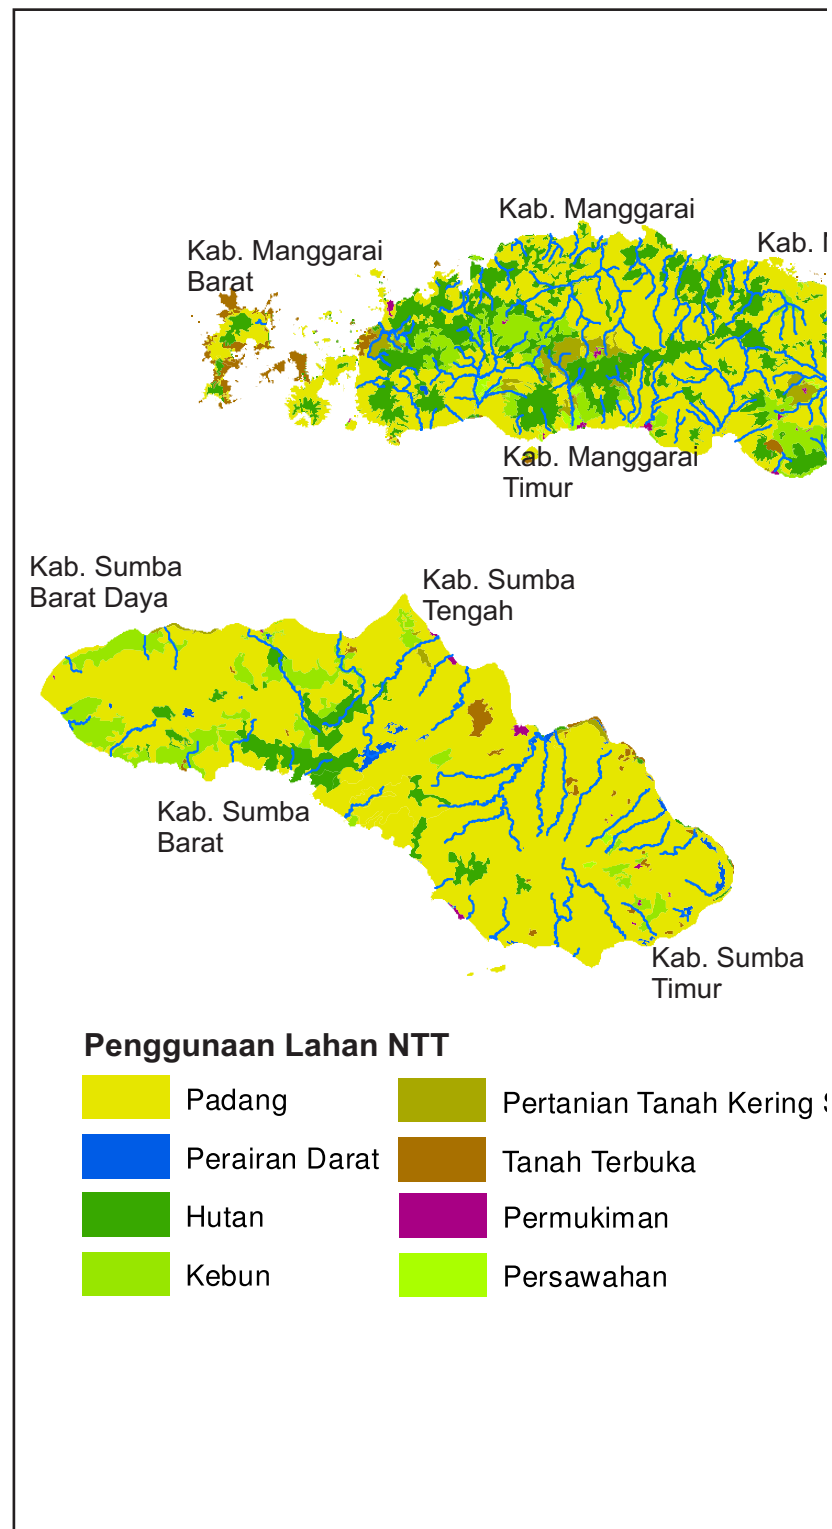 Kab. Manggarai
Kab.
Kab. Manggarai
Barat
Kab. Manggarai
Timur
Kab. Sumba
Barat Daya
Kab. Sumba
Tengah
Kab. Sumba
Barat
Kab. Sumba
Timur
Penggunaan Lahan NTT
Padang
Perairan Darat
Hutan
Kebun
Pertanian Tanah Kering
Tanah Terbuka
Permukiman
Persawahan